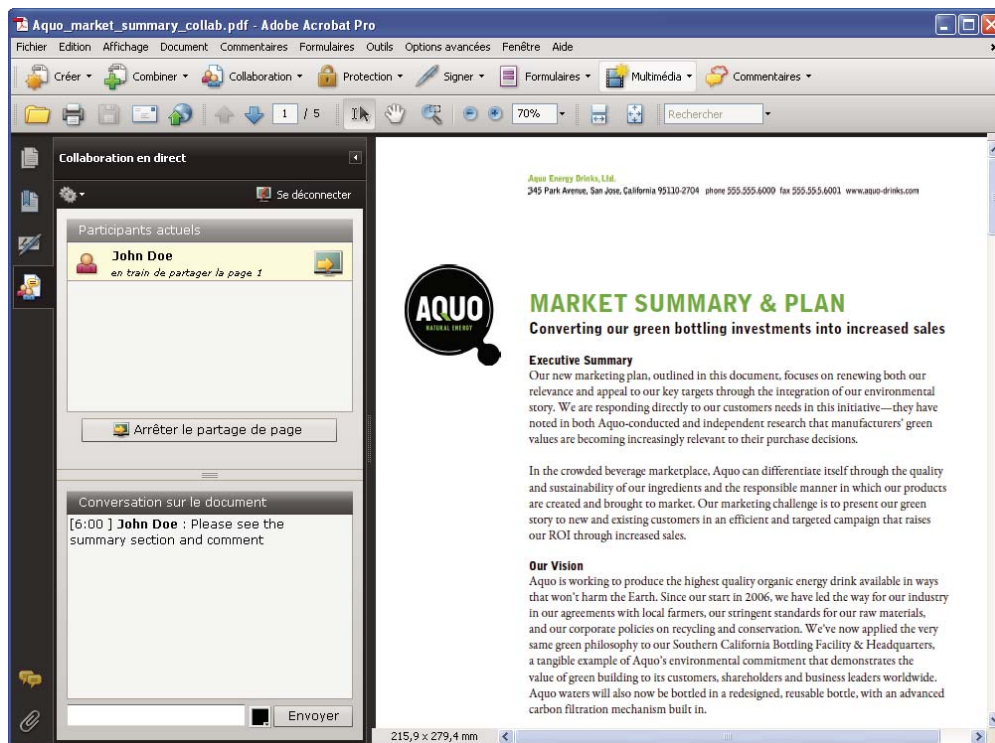 Aquo_market_summary_collab.pdf - Adobe Acrobat Pro
Fichier Edition Affichage Document Commentaires Formulaires Outils Options avancées Fenêtre Aide
Créer Combiner Collaboration Protection Signer Formulaires Multimédia Commentaires
1 / 5 70% Rechercher
Collaboration en direct
Se déconnecter
Participants actuels
John Doe
en train de partager la page 1
Arrêter le partage de page
Conversation sur le document
[6:00 ] John Doe : Please see the
summary section and comment
Envoyer
Aquo Energy Drinks, Ltd.
345 Park Avenue, San Jose, California 95110-2704 phone 555.555.6000 fax 555.555.6001 www.aquo-drinks.com
AQUO
NATURAL ENERGY
MARKET SUMMARY & PLAN
Converting our green bottling investments into increased sales
Executive Summary
Our new marketing plan, outlined in this document, focuses on renewing both our
relevance and appeal to our key targets through the integration of our environmental
story. We are responding directly to our customers needs in this initiative—they have
noted in both Aquo-conducted and independent research that manufacturers' green
values are becoming increasingly relevant to their purchase decisions.
In the crowded beverage marketplace, Aquo can differentiate itself through the quality
and sustainability of our ingredients and the responsible manner in which our products
are created and brought to market. Our marketing challenge is to present our green
story to new and existing customers in an efficient and targeted campaign that raises
our ROI through increased sales.
Our Vision
Aquo is working to produce the highest quality organic energy drink available in ways
that won't harm the Earth. Since our start in 2006, we have led the way for our industry
in our agreements with local farmers, our stringent standards for our raw materials,
and our corporate policies on recycling and conservation. We've now applied the very
same green philosophy to our Southern California Bottling Facility & Headquarters,
a tangible example of Aquo's environmental commitment that demonstrates the
value of green building to its customers, shareholders and business leaders worldwide.
Aquo waters will also now be bottled in a redesigned, reusable bottle, with an advanced
carbon filtration mechanism built in.
215,9 x 279,4 mm